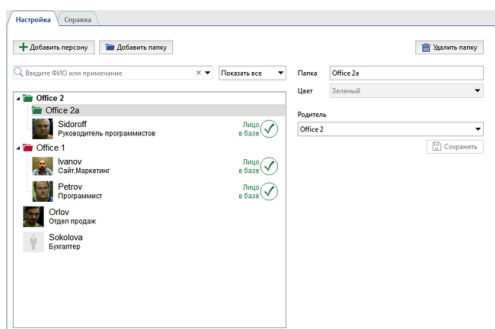 Настройка Справка
Добавить персону Добавить папку Удалить папку
Введите ФИО или примечание Показать все Папка Office 2a
Цвет Зеленый
Office 2
Office 2a
Родитель
Sidoroff Лицо
Руководитель программистов в базе
Office 2
Office 1
Сохранить
Ivanov Лицо
Сайт,Маркетинг в базе
Petrov Лицо
Программист в базе
Orlov
Отдел продаж
Sokolova
Бухгалтер